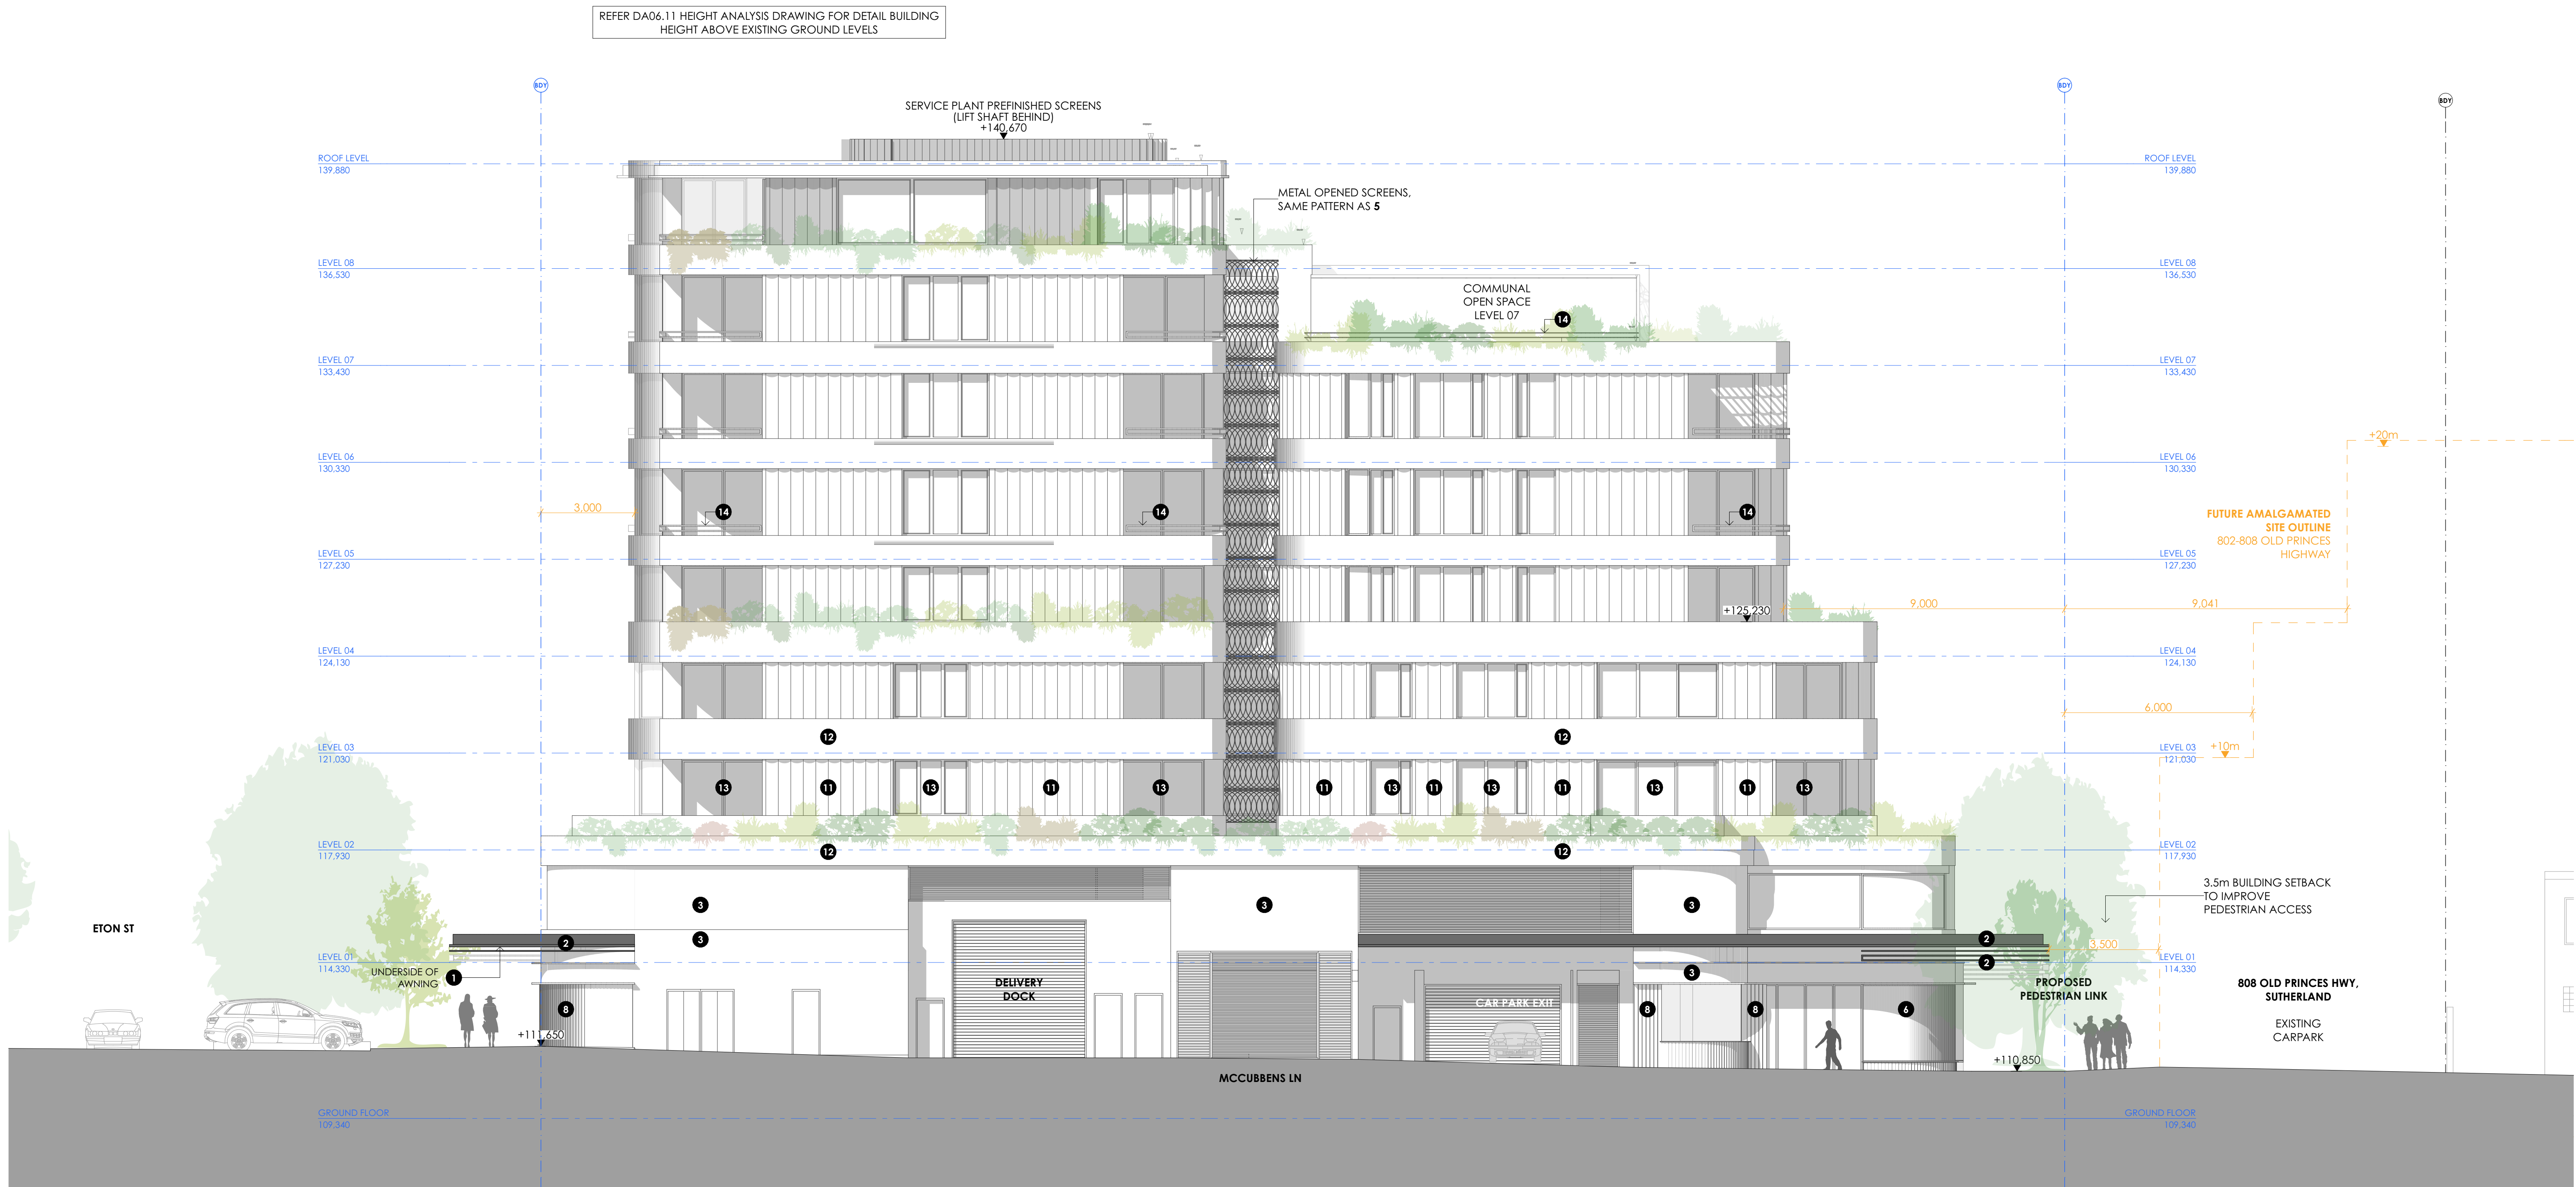 REFER DA06.11 HEIGHT ANALYSIS DRAWING FOR DETAIL BUILDING
HEIGHT ABOVE EXISTING GROUND LEVELS
BDY
BDY
BDY
SERVICE PLANT PREFINISHED SCREENS
(LIFT SHAFT BEHIND)
+140,670
ROOF LEVEL
139,880
ROOF LEVEL
139,880
METAL OPENED SCREENS,
SAME PATTERN AS 5
LEVEL 08
136,530
LEVEL 08
136,530
COMMUNAL
OPEN SPACE
LEVEL 07
14
LEVEL 07
133,430
LEVEL 07
133,430
+20m
LEVEL 06
130,330
LEVEL 06
130,330
3,000
14
14
14
FUTURE AMALGAMATED
SITE OUTLINE
802-808 OLD PRINCES
HIGHWAY
LEVEL 05
127,230
LEVEL 05
127,230
+125,230
9,000
9,041
LEVEL 04
124,130
LEVEL 04
124,130
6,000
12
12
LEVEL 03
121,030
LEVEL 03
121,030
+10m
13
11
13
11
13
11
13
11
13
11
13
11
13
LEVEL 02
117,930
12
12
LEVEL 02
117,930
3.5m BUILDING SETBACK
TO IMPROVE
PEDESTRIAN ACCESS
3
3
3
ETON ST
2
3
2
3,500
LEVEL 01
114,330
2
LEVEL 01
114,330
UNDERSIDE OF
AWNING
1
3
DELIVERY
DOCK
PROPOSED
PEDESTRIAN LINK
808 OLD PRINCES HWY,
SUTHERLAND
CAR PARK EXIT
8
8
8
6
EXISTING
CARPARK
+111,650
+110,850
MCCUBBENS LN
GROUND FLOOR
109,340
GROUND FLOOR
109,340